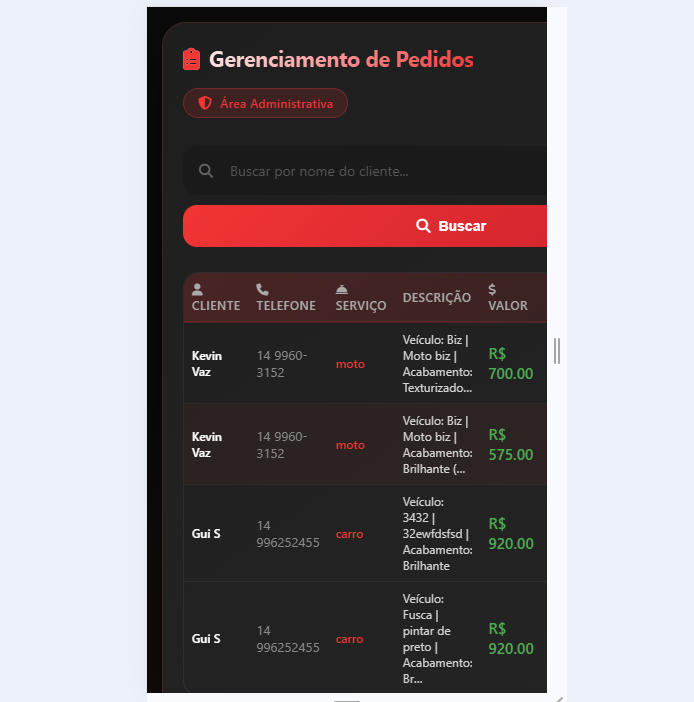 Gerenciamento de Pedidos
Área Administrativa
Buscar por nome do cliente...
Buscar
CLIENTE TELEFONE SERVIÇO DESCRIÇÃO $ VALOR
Kevin Vaz
14 9960-3152
moto
Veículo: Biz |
Moto biz |
Acabamento:
Texturizado...
R$ 700.00
Kevin Vaz
14 9960-3152
moto
Veículo: Biz |
Moto biz |
Acabamento:
Brilhante (...
R$ 575.00
Gui S
14 996252455
carro
Veículo:
3432 |
32ewfdsfsd |
Acabamento:
Brilhante
R$ 920.00
Gui S
14 996252455
carro
Veículo:
Fusca |
pintar de
preto |
Acabamento:
Br...
R$ 920.00